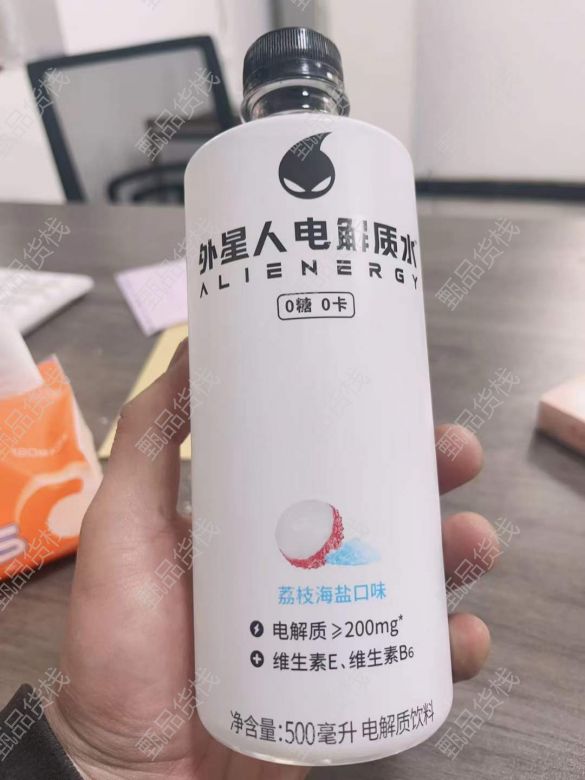 外星人电解质水
ALIENERGY
0糖 0卡
荔枝海盐口味
电解质≥200mg*
维生素E、维生素B6
净含量:500毫升 电解质饮料
甄品货栈